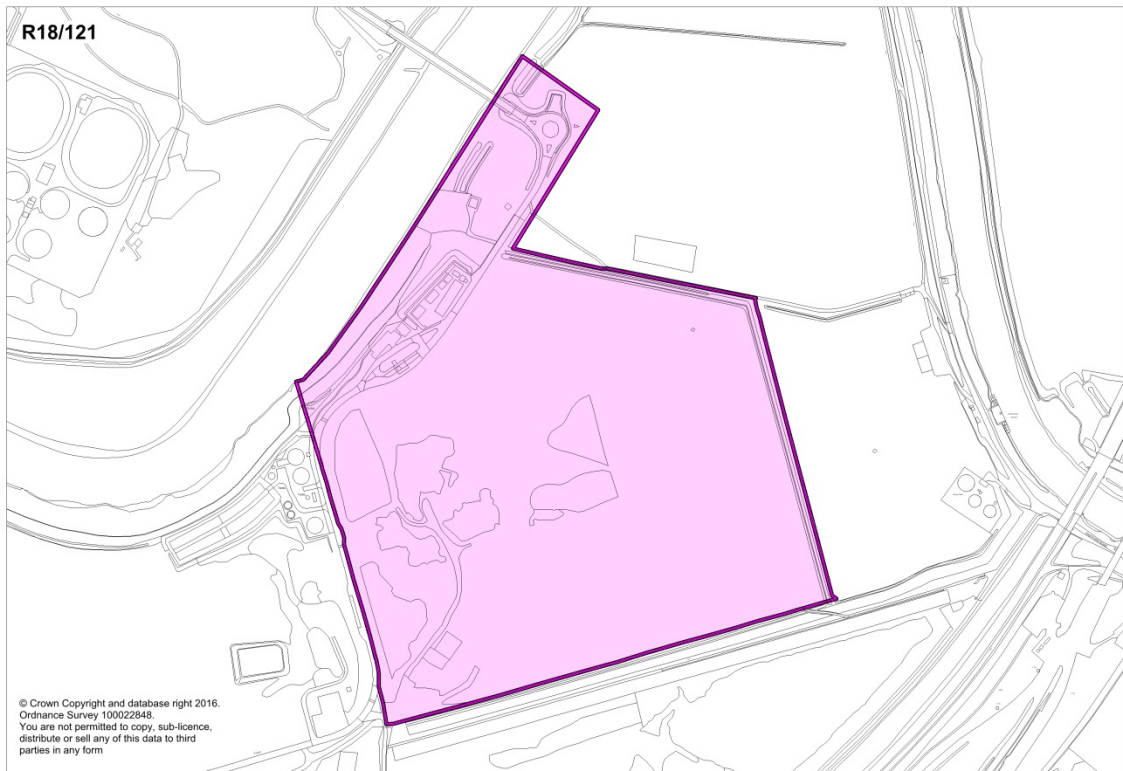 R18/121
© Crown Copyright and database right 2016.
Ordnance Survey 100022848.
You are not permitted to copy, sub-licence,
distribute or sell any of this data to third
parties in any form